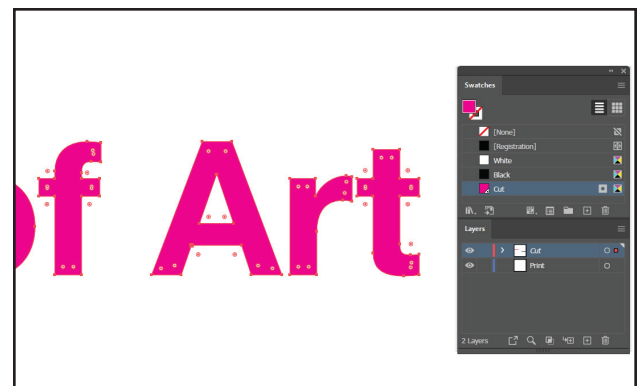 of Art
Swatches
[None]
[Registration]
White
Black
Cut
Layers
Cut
Print
2 Layers